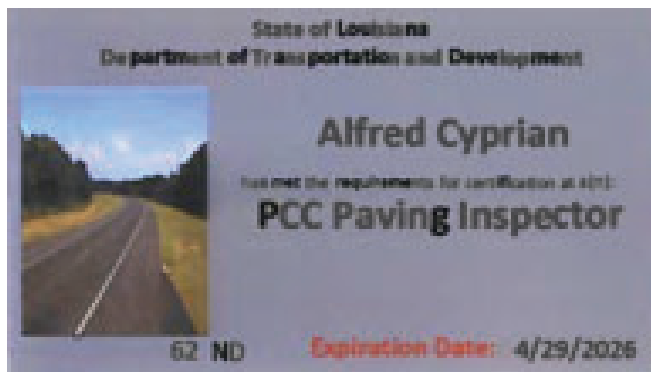 State of Louisiana
Department of Transportation and Development
Alfred Cyprian
has met the requirements for certification as a(n):
PCC Paving Inspector
62 ND
Expiration Date: 4/29/2026